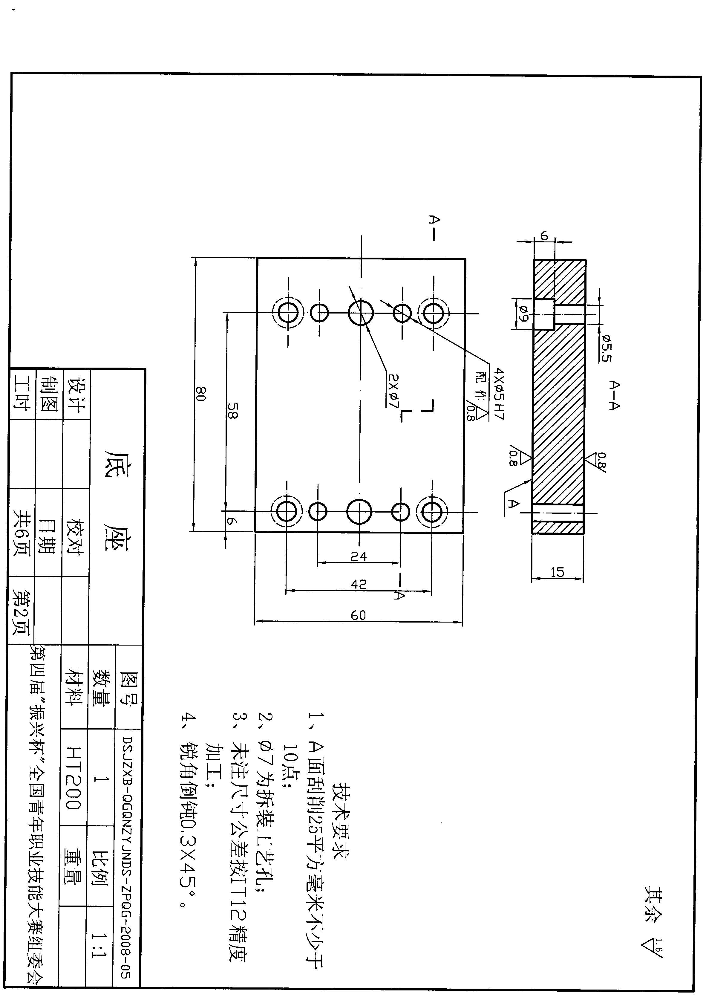 其余 1.6
A-A
ø5.5
6
ø9
0.8
0.8
A
15
4Xø5H7
配 作
0.8
A
2Xø7
58
6
80
24
42
60
A
技术要求
1、A面刮削25平方毫米不少于
10点;
2、ø7为拆装工艺孔;
3、未注尺寸公差按IT12精度
加工;
4、锐角倒钝0.3X45°。
底 座
图号 DSJZXB-QGQNZYJNDS-ZPQG-2008-05
数量 1 比例 1:1
设计 校对 材料 HT200 重量
制图 日期
工时 共6页 第2页
第四届"振兴杯"全国青年职业技能大赛组委会